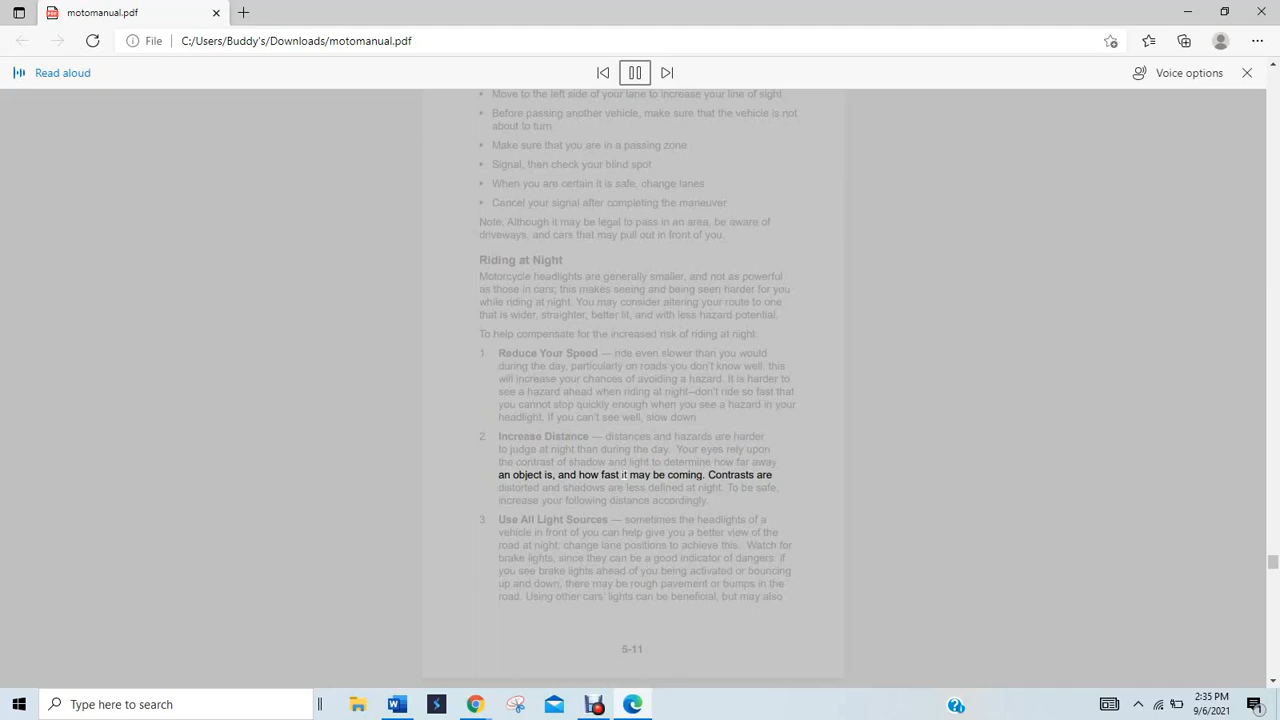 motomanual.pdf
File
C:/Users/Buddy's/Downloads/motomanual.pdf
Read aloud
Voice options
• Move to the left side of your lane to increase your line of sight
• Before passing another vehicle, make sure that the vehicle is not
about to turn
• Make sure that you are in a passing zone
• Signal, then check your blind spot
• When you are certain it is safe, change lanes
• Cancel your signal after completing the maneuver
Note: Although it may be legal to pass in an area, be aware of
driveways, and cars that may pull out in front of you.
Riding at Night
Motorcycle headlights are generally smaller, and not as powerful
as those in cars; this makes seeing and being seen harder for you
while riding at night. You may consider altering your route to one
that is wider, straighter, better lit, and with less hazard potential.
To help compensate for the increased risk of riding at night:
1. Reduce Your Speed — ride even slower than you would
during the day, particularly on roads you don't know well, this
will increase your chances of avoiding a hazard. It is harder to
see a hazard ahead when riding at night–don't ride so fast that
you cannot stop quickly enough when you see a hazard in your
headlight. If you can't see well, slow down
2. Increase Distance — distances and hazards are harder
to judge at night than during the day. Your eyes rely upon
the contrast of shadow and light to determine how far away
an object is, and how fast it may be coming. Contrasts are
distorted and shadows are less defined at night. To be safe,
increase your following distance accordingly.
3. Use All Light Sources — sometimes the headlights of a
vehicle in front of you can help give you a better view of the
road at night; change lane positions to achieve this. Watch for
brake lights, since they can be a good indicator of dangers: if
you see brake lights ahead of you being activated or bouncing
up and down, there may be rough pavement or bumps in the
road. Using other cars' lights can be beneficial, but may also
5-11
Type here to search
2:35 PM
9/6/2021